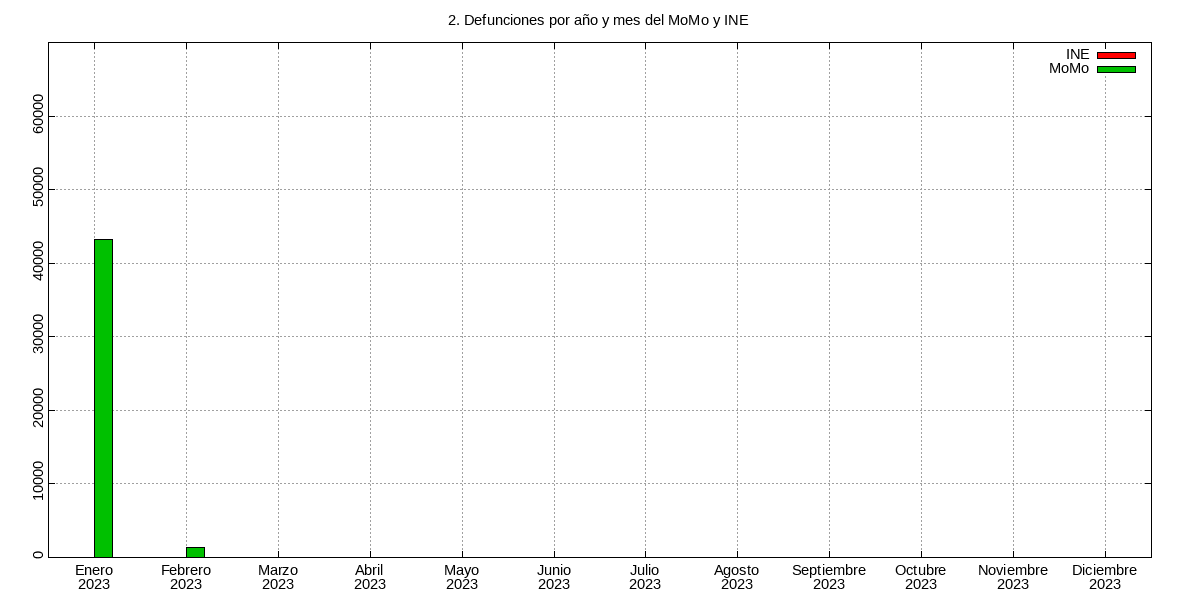 2. Defunciones por año y mes del MoMo y INE
INE
MoMo
60000
50000
40000
30000
20000
10000
0
Enero Febrero Marzo Abril Mayo Junio Julio Agosto Septiembre Octubre Noviembre Diciembre
2023 2023 2023 2023 2023 2023 2023 2023 2023 2023 2023 2023